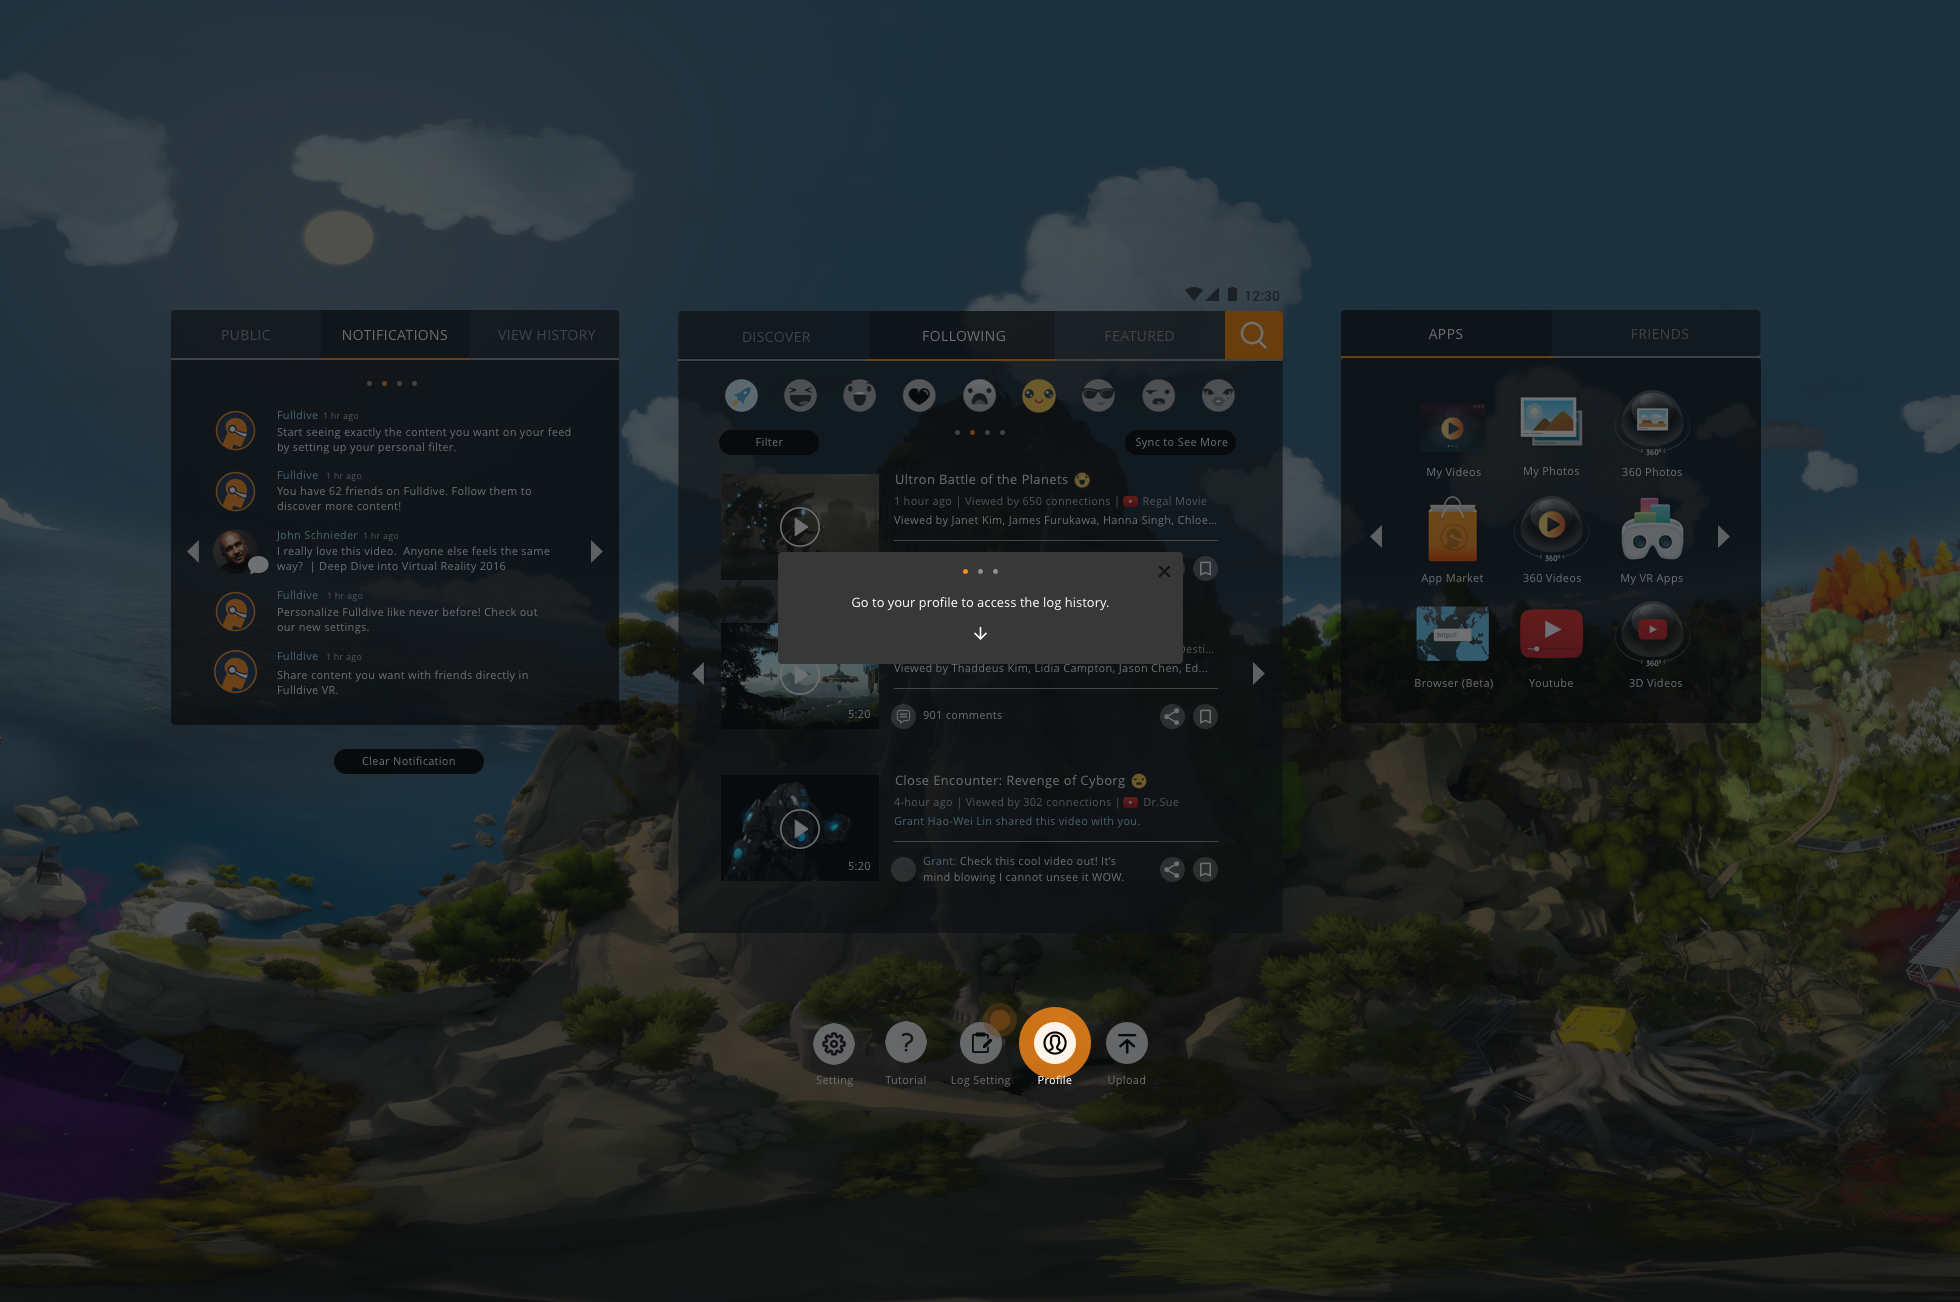 12:30
PUBLIC NOTIFICATIONS VIEW HISTORY
Fulldive 1 hr ago
Start seeing exactly the content you want on your feed
by setting up your personal filter.
Fulldive 1 hr ago
You have 62 friends on Fulldive. Follow them to
discover more content!
John Schnieder 1 hr ago
I really love this video. Anyone else feels the same
way? | Deep Dive into Virtual Reality 2016
Fulldive 1 hr ago
Personalize Fulldive like never before! Check out
our new settings.
Fulldive 1 hr ago
Share content you want with friends directly in
Fulldive VR.
Clear Notification
DISCOVER FOLLOWING FEATURED
Filter
Sync to See More
Ultron Battle of the Planets
1 hour ago | Viewed by 650 connections | Regal Movie
Viewed by Janet Kim, James Furukawa, Hanna Singh, Chloe...
Go to your profile to access the log history.
Desti...
Viewed by Thaddeus Kim, Lidia Campton, Jason Chen, Ed...
5:20
901 comments
Close Encounter: Revenge of Cyborg
4-hour ago | Viewed by 302 connections | Dr.Sue
Grant Hao-Wei Lin shared this video with you.
5:20
Grant: Check this cool video out! It's
mind blowing I cannot unsee it WOW.
APPS FRIENDS
360°
My Videos My Photos 360 Photos
360°
App Market 360 Videos My VR Apps
http://
360°
Browser (Beta) Youtube 3D Videos
?
Setting Tutorial Log Setting Profile Upload